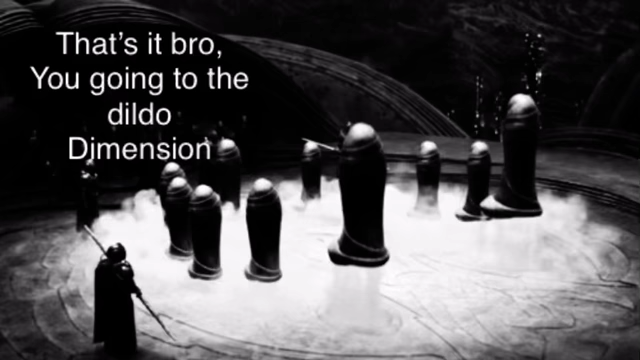 That's it bro,
You going to the
dildo
Dimension